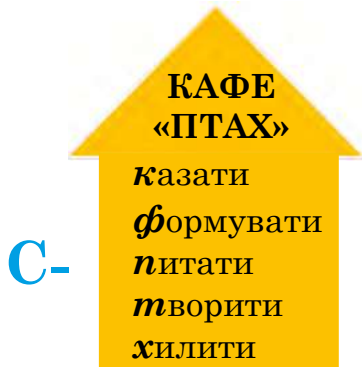 КАФЕ
«ПТАХ»
казати
формувати
С- питати
творити
хилити